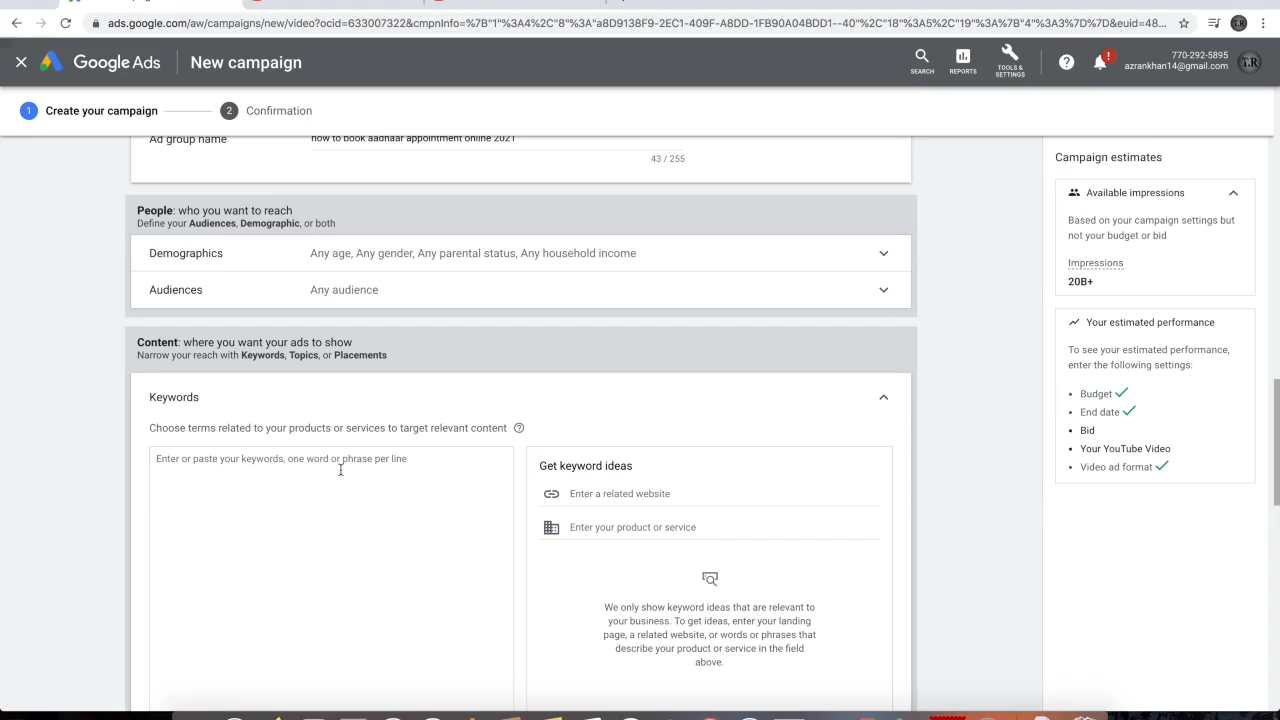 ads.google.com/aw/campaigns/new/video?ocid=633007322&cmpnInfo=%7B"1"%3A4%2C"8"%3A"a8D9138F9-2EC1-409F-A8DD-1FB90A04BDD1--40"%2C"18"%3A5%2C"19"%3A%7B"4"%3A3%7D%7D&euid=48...
Google Ads
New campaign
SEARCH
REPORTS
TOOLS &
SETTINGS
!
770-292-5895
azrankhan14@gmail.com
T.R
1 Create your campaign
2 Confirmation
Ad group name
how to book aadhaar appointment online 2021
43 / 255
People: who you want to reach
Define your Audiences, Demographic, or both
Demographics
Any age, Any gender, Any parental status, Any household income
Audiences
Any audience
Content: where you want your ads to show
Narrow your reach with Keywords, Topics, or Placements
Keywords
Choose terms related to your products or services to target relevant content
Enter or paste your keywords, one word or phrase per line
Get keyword ideas
Enter a related website
Enter your product or service
We only show keyword ideas that are relevant to
your business. To get ideas, enter your landing
page, a related website, or words or phrases that
describe your product or service in the field
above.
Campaign estimates
Available impressions
Based on your campaign settings but
not your budget or bid
Impressions
20B+
Your estimated performance
To see your estimated performance,
enter the following settings:
• Budget
• End date
• Bid
• Your YouTube Video
• Video ad format